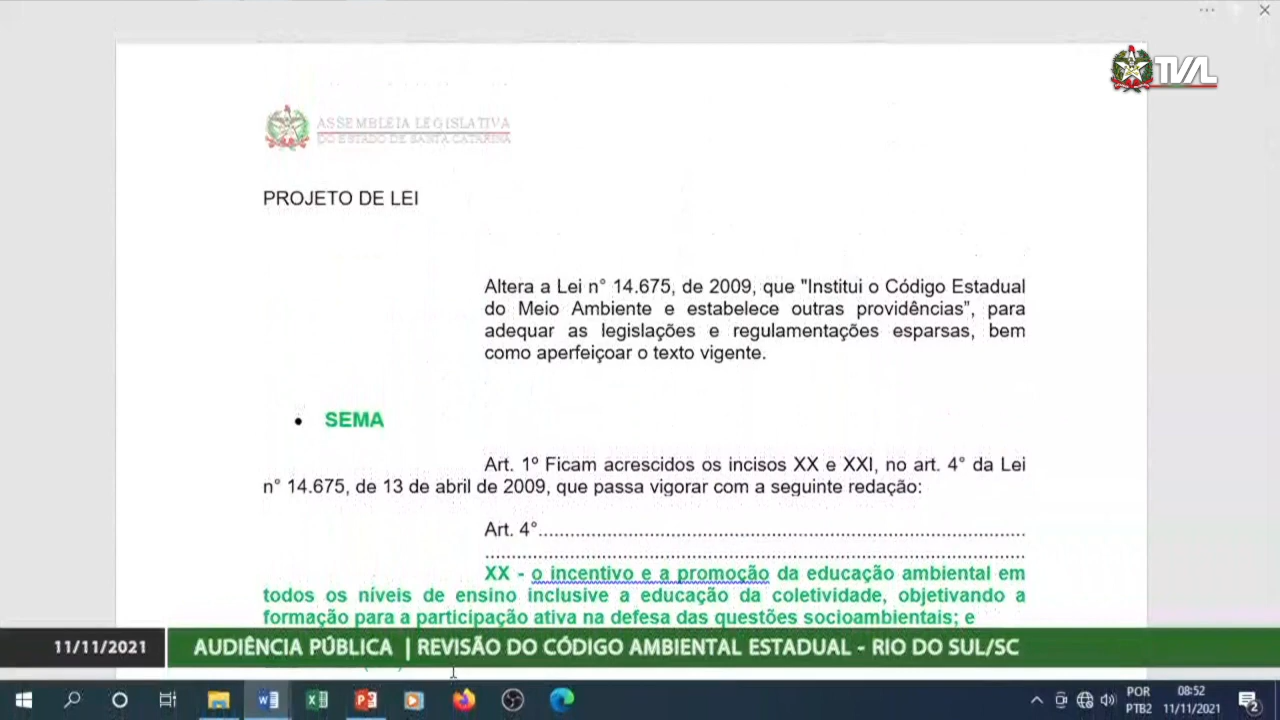 TVAL
ASSEMBLEIA LEGISLATIVA
DO ESTADO DE SANTA CATARINA
PROJETO DE LEI
Altera a Lei n° 14.675, de 2009, que "Institui o Código Estadual
do Meio Ambiente e estabelece outras providências”, para
adequar as legislações e regulamentações esparsas, bem
como aperfeiçoar o texto vigente.
• SEMA
Art. 1º Ficam acrescidos os incisos XX e XXI, no art. 4° da Lei
n° 14.675, de 13 de abril de 2009, que passa vigorar com a seguinte redação:
Art. 4°....................................................................................
...............................................................................................
XX - o incentivo e a promoção da educação ambiental em
todos os níveis de ensino inclusive a educação da coletividade, objetivando a
formação para a participação ativa na defesa das questões socioambientais; e
11/11/2021 AUDIÊNCIA PÚBLICA | REVISÃO DO CÓDIGO AMBIENTAL ESTADUAL - RIO DO SUL/SC
POR 08:52
PTB2 11/11/2021 2